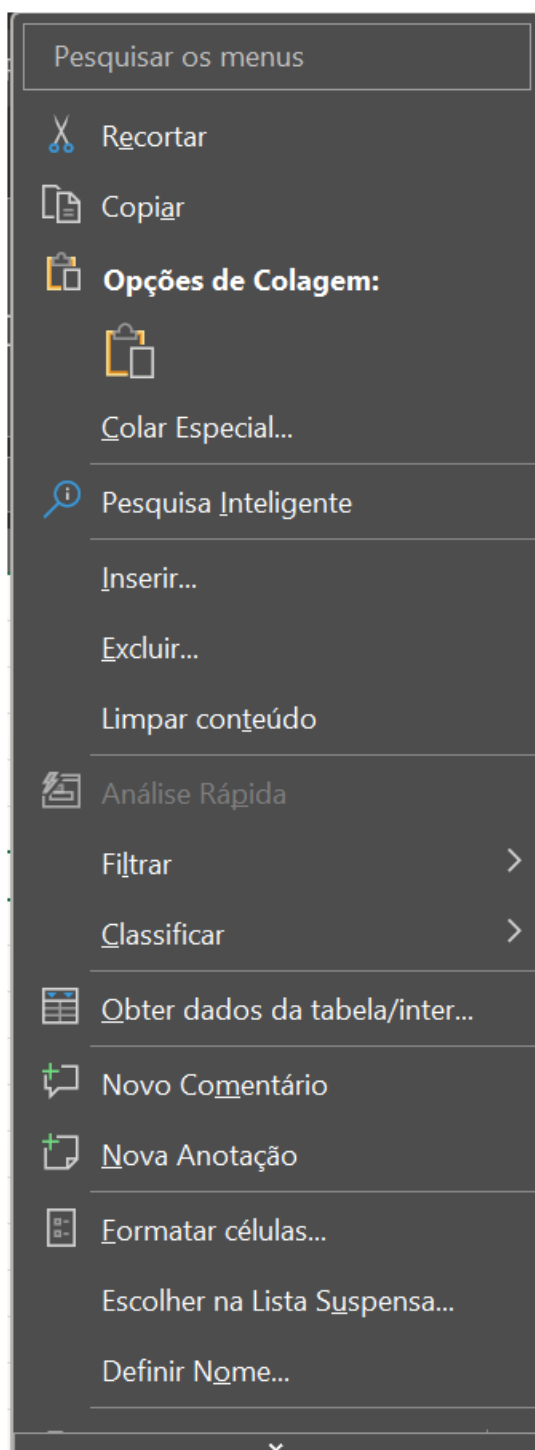 Pesquisar os menus
Recortar
Copiar
Opções de Colagem:
Colar Especial...
Pesquisa Inteligente
Inserir...
Excluir...
Limpar conteúdo
Análise Rápida
Filtrar
Classificar
Obter dados da tabela/inter...
Novo Comentário
Nova Anotação
Formatar células...
Escolher na Lista Suspensa...
Definir Nome...